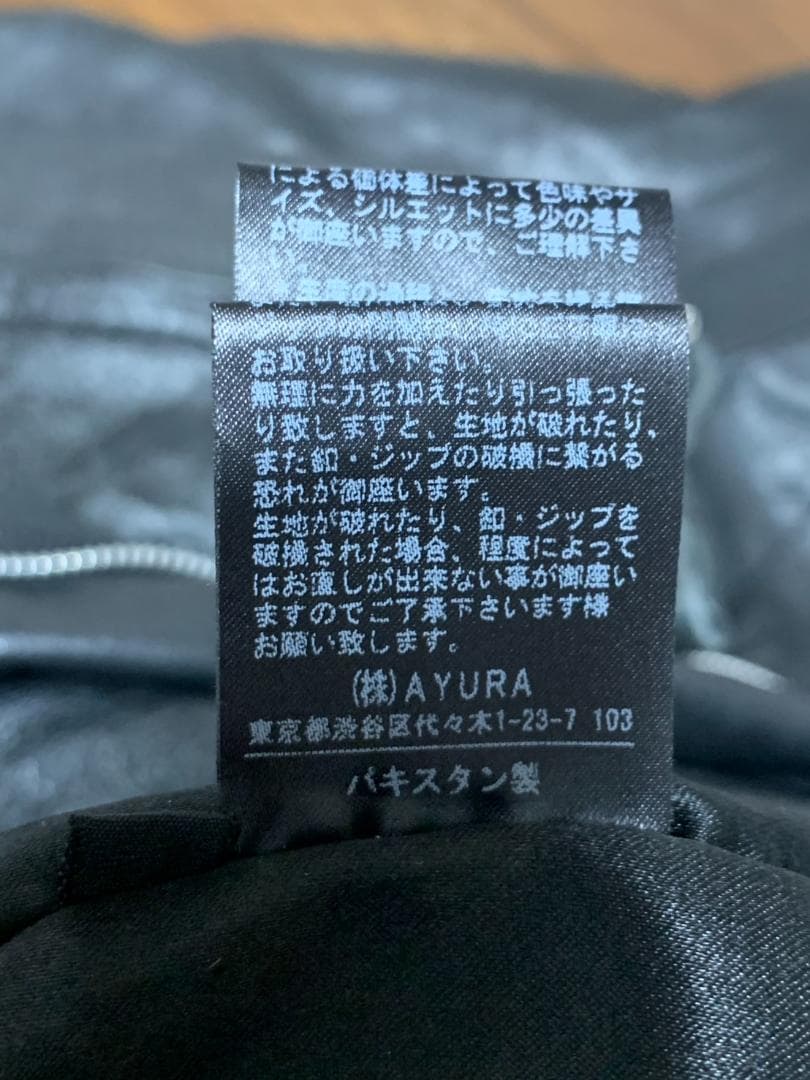 による個体差によって色味やサ
イズ、シルエットに多少の差異
が御座いますので、ご理解下さ
い。
お取り扱い下さい。
無理に力を加えたり引っ張った
り致しますと、生地が破れたり、
また釦・ジップの破損に繋がる
恐れが御座います。
生地が破れたり、釦・ジップを
破損された場合、程度によって
はお直しが出来ない事が御座い
ますのでご了承下さいます様
お願い致します。
(株)AYURA
東京都渋谷区代々木1-23-7 103
パキスタン製